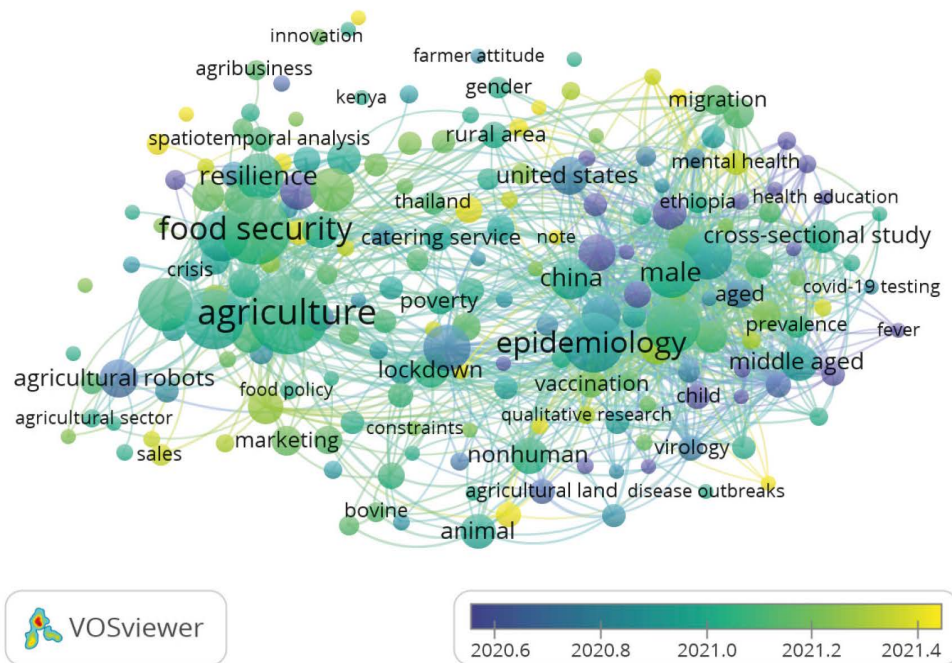 innovation
farmer attitude
agribusiness
kenya
gender
migration
spatiotemporal analysis
rural area
mental health
resilience
united states
health education
thailand
ethiopia
food security
catering service
note
cross-sectional study
crisis
china
male
covid-19 testing
agriculture
poverty
aged
prevalence
fever
epidemiology
agricultural robots
lockdown
middle aged
food policy
vaccination
child
agricultural sector
constraints
qualitative research
sales
marketing
nonhuman
virology
agricultural land
disease outbreaks
bovine
animal
VOSviewer
2020.6 2020.8 2021.0 2021.2 2021.4